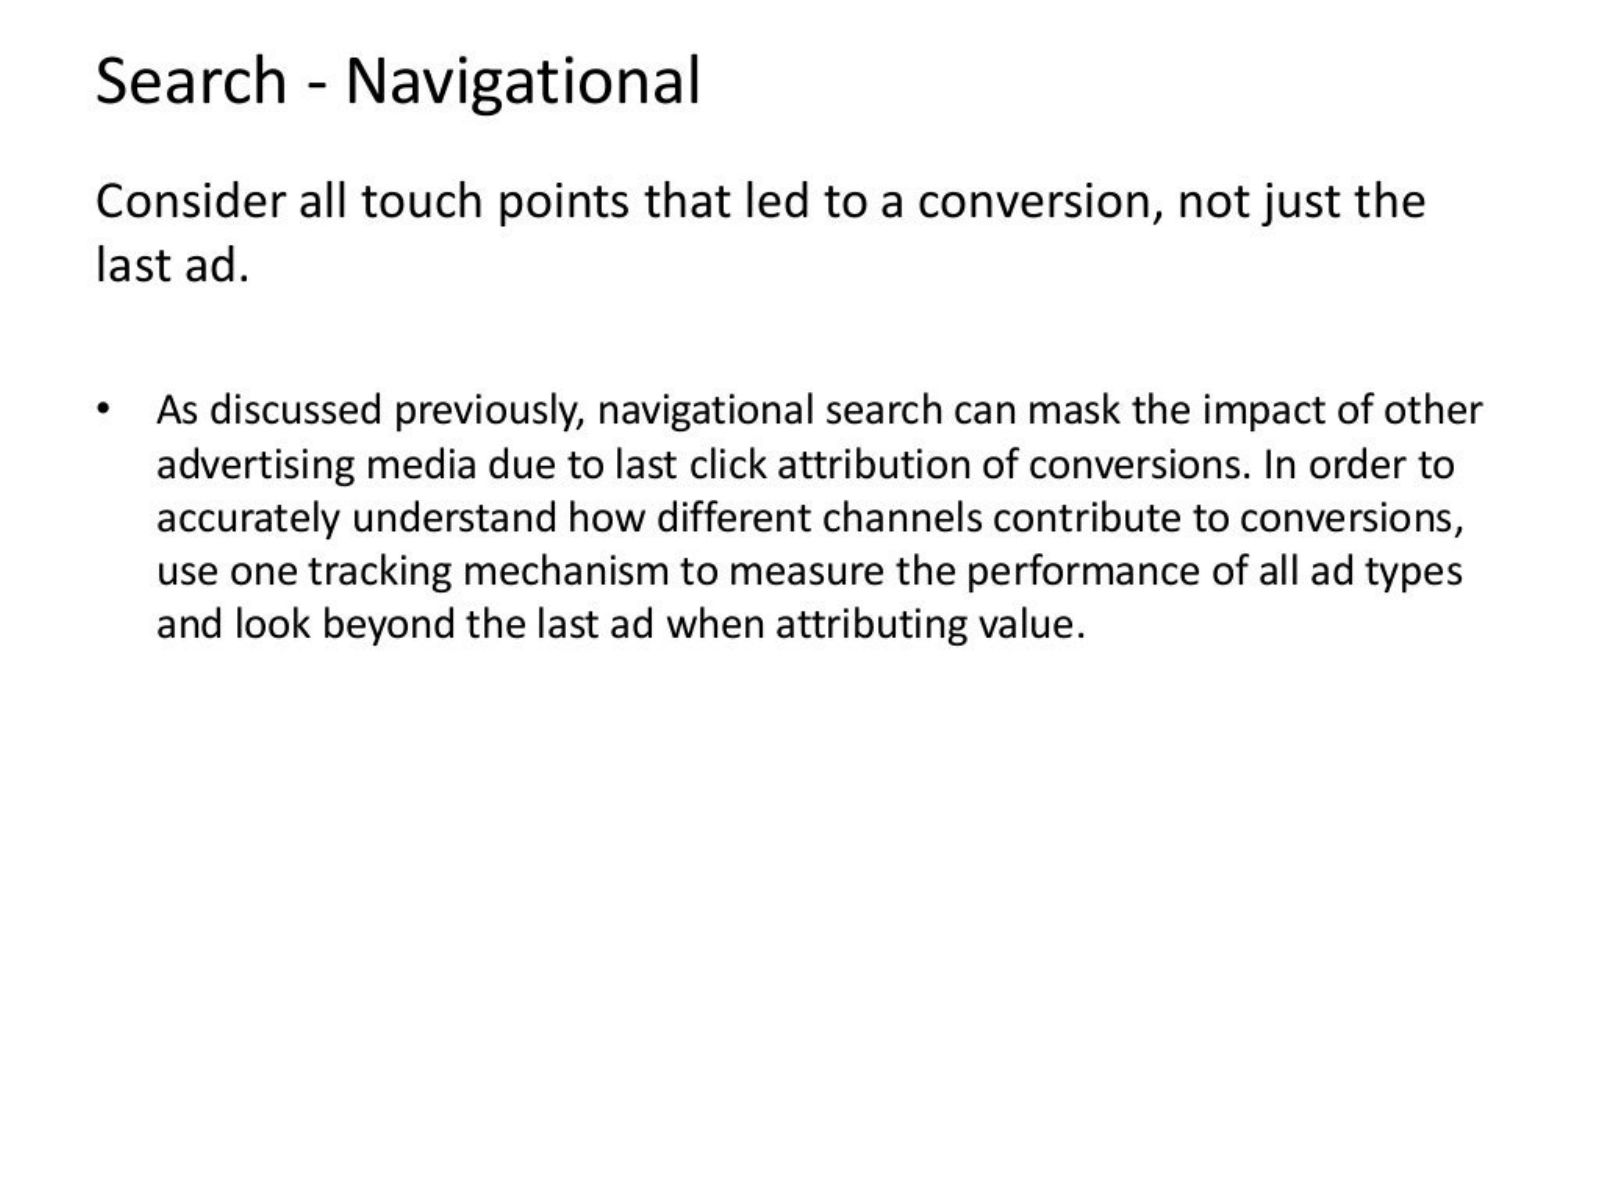 Search - Navigational
Consider all touch points that led to a conversion, not just the
last ad.
• As discussed previously, navigational search can mask the impact of other
advertising media due to last click attribution of conversions. In order to
accurately understand how different channels contribute to conversions,
use one tracking mechanism to measure the performance of all ad types
and look beyond the last ad when attributing value.